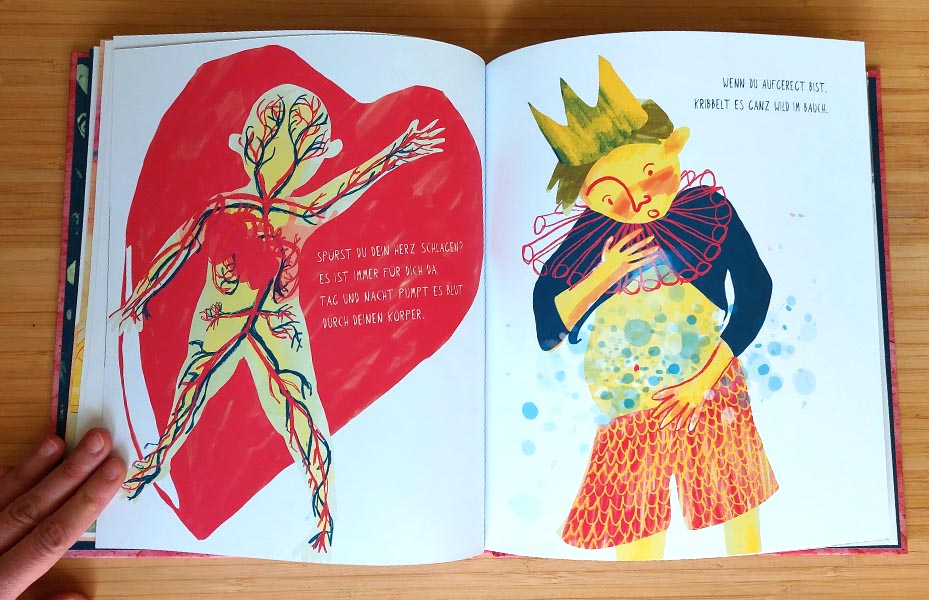 SPÜRST DU DEIN HERZ SCHLAGEN?
ES IST IMMER FÜR DICH DA.
TAG UND NACHT PUMPT ES BLUT
DURCH DEINEN KÖRPER.
WENN DU AUFGEREGT BIST,
KRIBBELT ES GANZ WILD IM BAUCH.